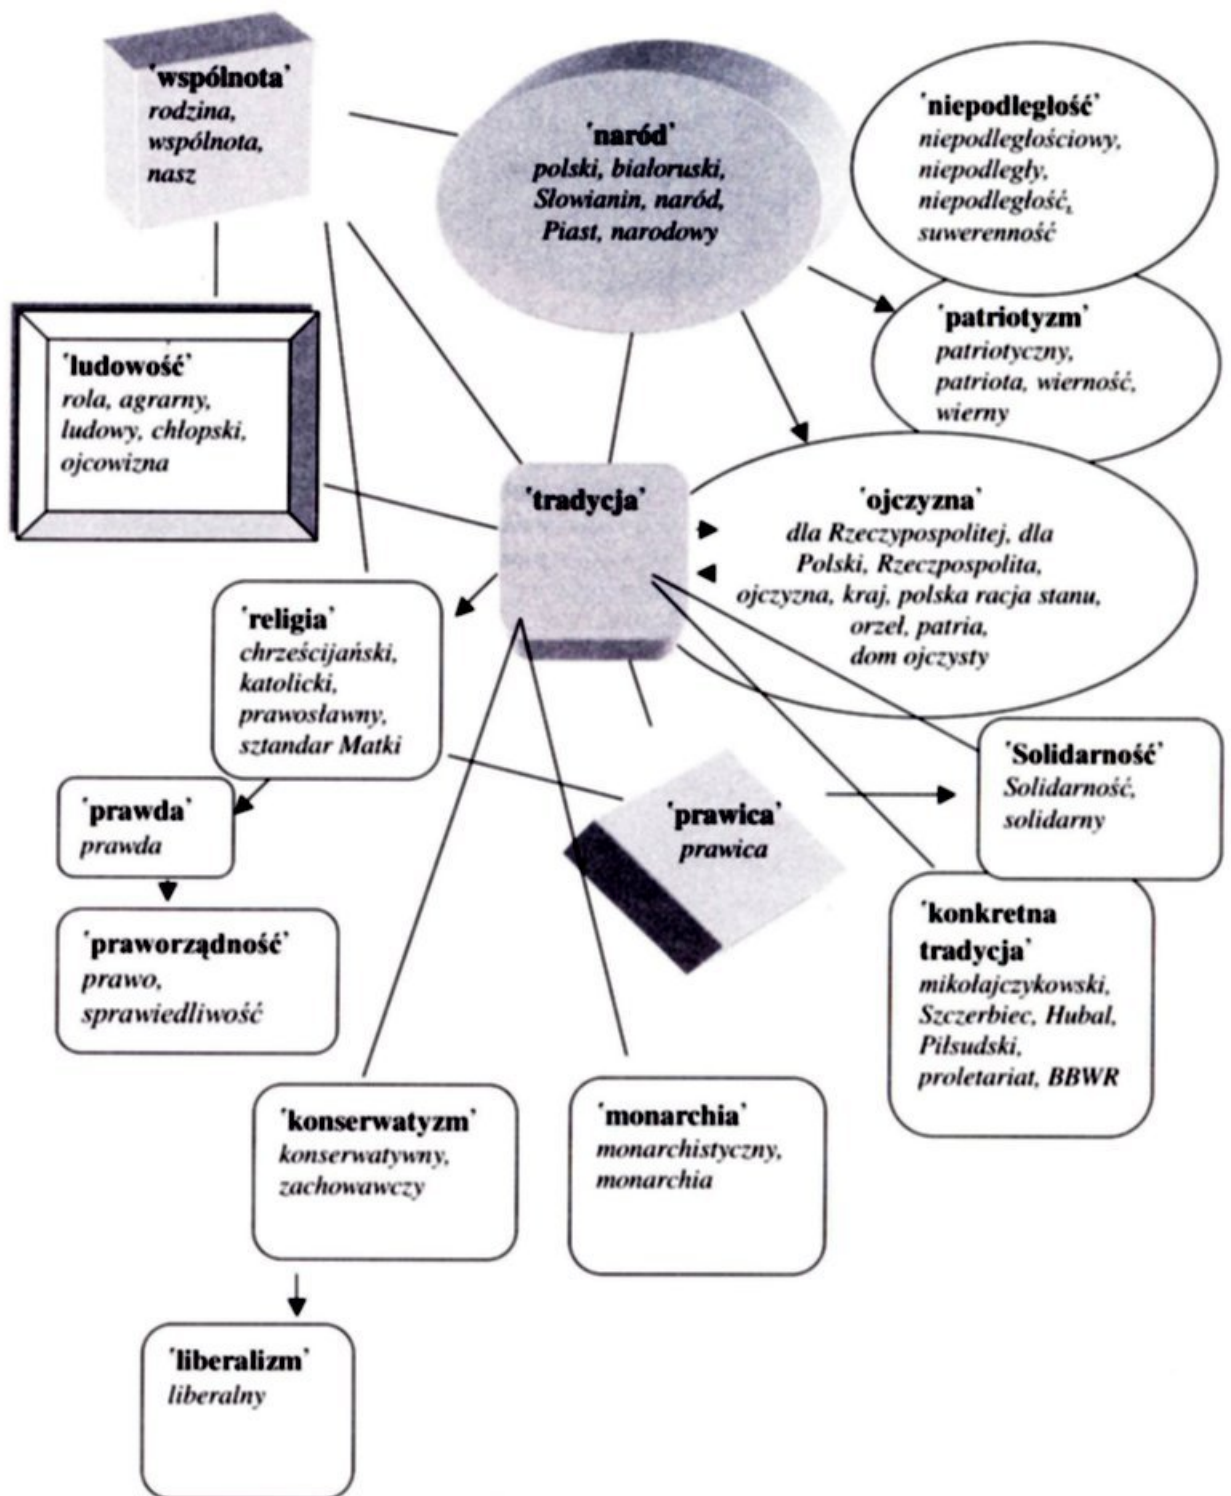 'wspólnota'
rodzina,
wspólnota,
nasz
'naród'
polski, białoruski,
Słowianin, naród,
Piast, narodowy
'niepodległość'
niepodległościowy,
niepodległy,
niepodległość,
suwerenność
'patriotyzm'
patriotyczny,
patriota, wierność,
wierny
'ludowość'
rola, agrarny,
ludowy, chłopski,
ojcowizna
'tradycja'
'ojczyzna'
dla Rzeczypospolitej, dla
Polski, Rzeczpospolita,
ojczyzna, kraj, polska racja stanu,
orzeł, patria,
dom ojczysty
'religia'
chrześcijański,
katolicki,
prawosławny,
sztandar Matki
'Solidarność'
Solidarność,
solidarny
'prawda'
prawda
'prawica'
prawica
'praworządność'
prawo,
sprawiedliwość
'konkretna
tradycja'
mikołajczykowski,
Szczerbiec, Hubal,
Piłsudski,
proletariat, BBWR
'konserwatyzm'
konserwatywny,
zachowawczy
'monarchia'
monarchistyczny,
monarchia
'liberalizm'
liberalny